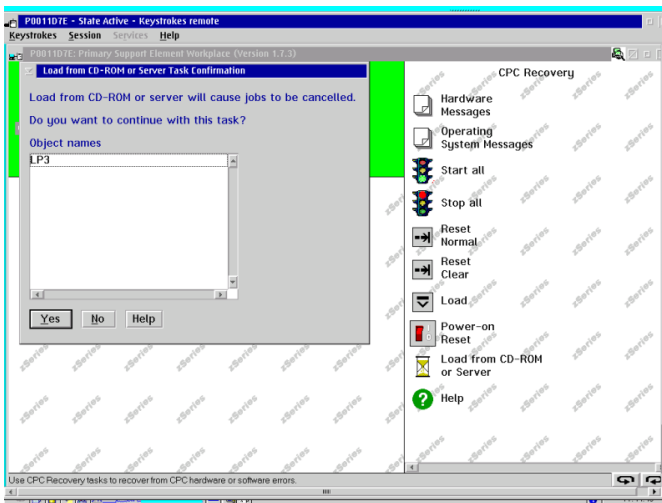 P0011D7E - State Active - Keystrokes remote
Keystrokes Session Services Help
P0011D7E: Primary Support Element Workplace (Version 1.7.3)
Load from CD-ROM or Server Task Confirmation
Load from CD-ROM or server will cause jobs to be cancelled.
Do you want to continue with this task?
Object names
LP3
Yes No Help
CPC Recovery
Hardware
Messages
Operating
System Messages
Start all
Stop all
Reset
Normal
Reset
Clear
Load
Power-on
Reset
Load from CD-ROM
or Server
Help
zSeries
Use CPC Recovery tasks to recover from CPC hardware or software errors.